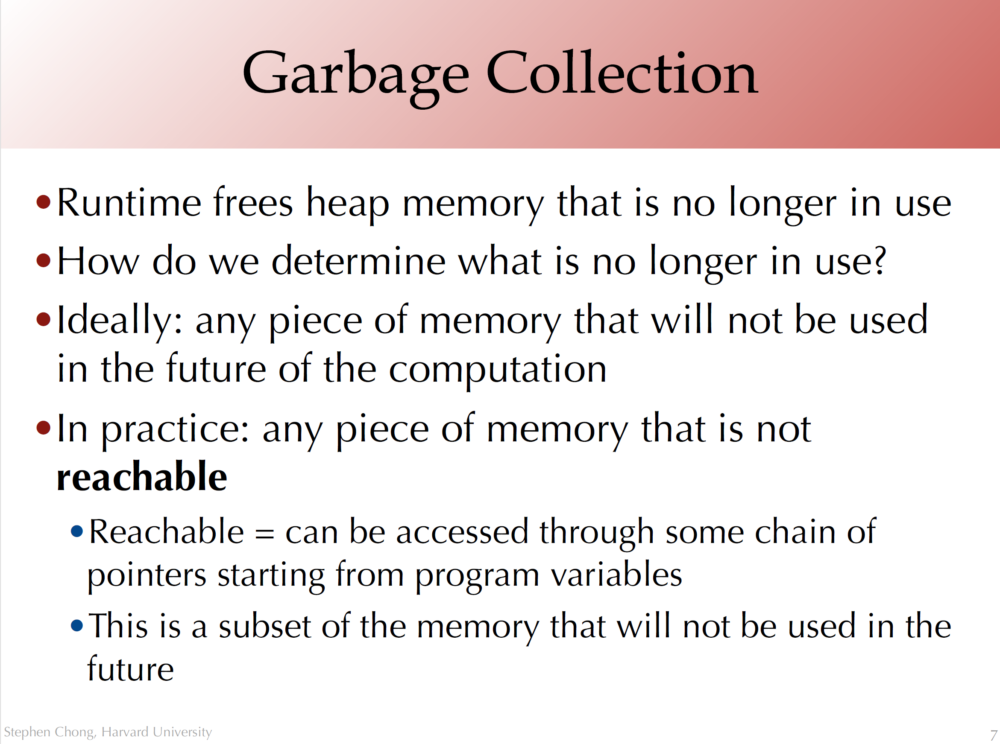 Garbage Collection
•Runtime frees heap memory that is no longer in use
•How do we determine what is no longer in use?
•Ideally: any piece of memory that will not be used
in the future of the computation
•In practice: any piece of memory that is not
reachable
•Reachable = can be accessed through some chain of
pointers starting from program variables
•This is a subset of the memory that will not be used in the
future
Stephen Chong, Harvard University
7